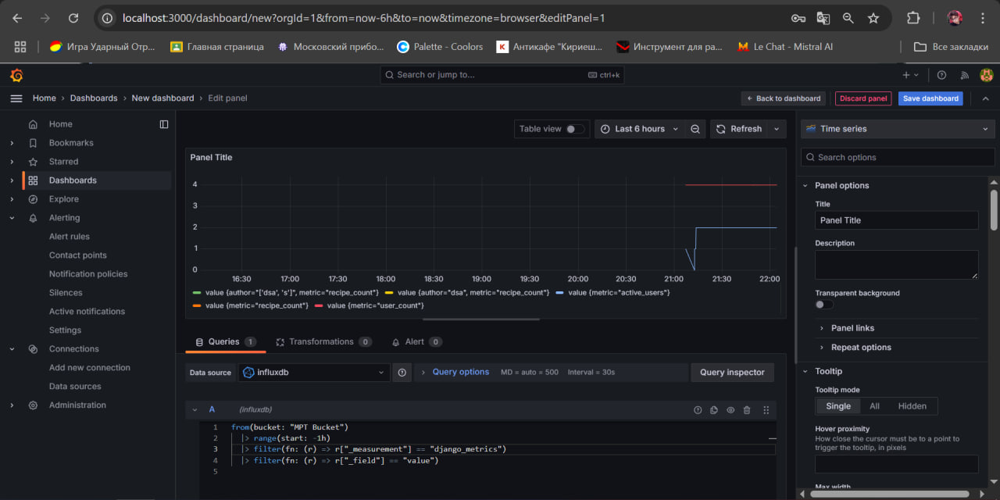 localhost:3000/dashboard/new?orgId=1&from=now-6h&to=now&timezone=browser&editPanel=1
Игра Ударный Отр... Главная страница Московский прибо... Palette - Coolors Антикафе "Кириеш... Инструмент для ра... Le Chat - Mistral AI Все закладки
Search or jump to... ctrl+k
Home > Dashboards > New dashboard > Edit panel
← Back to dashboard Discard panel Save dashboard
Home
Bookmarks
Starred
Dashboards
Explore
Alerting
Alert rules
Contact points
Notification policies
Silences
Active notifications
Settings
Connections
Add new connection
Data sources
Administration
Table view Last 6 hours Refresh
Panel Title
4
3
2
1
0
16:30 17:00 17:30 18:00 18:30 19:00 19:30 20:00 20:30 21:00 21:30 22:00
value {author="['dsa', 's']", metric="recipe_count"} value {author="dsa", metric="recipe_count"} value {metric="active_users"}
value {metric="recipe_count"} value {metric="user_count"}
Queries 1 Transformations 0 Alert 0
Data source influxdb Query options MD = auto = 500 Interval = 30s Query inspector
A (influxdb)
1 from(bucket: "MPT Bucket")
2 |> range(start: -1h)
3 |> filter(fn: (r) => r["_measurement"] == "django_metrics")
4 |> filter(fn: (r) => r["_field"] == "value")
5
Time series
Search options
Panel options
Title
Panel Title
Description
Transparent background
Panel links
Repeat options
Tooltip
Tooltip mode
Single All Hidden
Hover proximity
How close the cursor must be to a point to
trigger the tooltip, in pixels
Max width